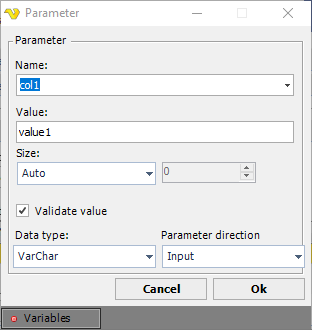 Parameter
Parameter
Name:
col1
Value:
value1
Size:
Auto
0
Validate value
Data type:
Parameter direction
VarChar
Input
Cancel
Ok
Variables